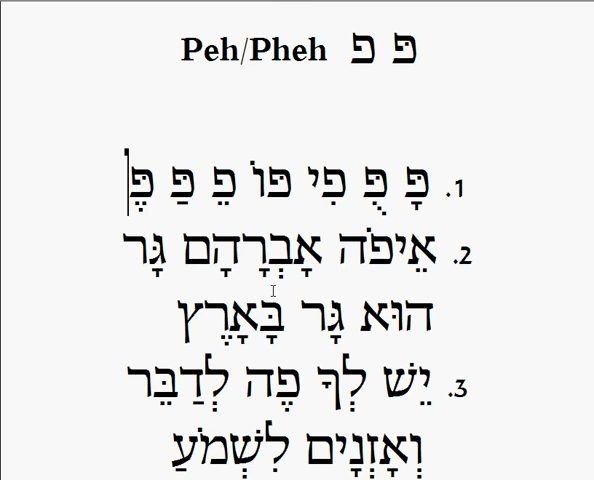 Peh/Pheh פּ פ
1. פָּ פֻּ פִי פּוֹ פֵ פַּ פֶּ
2. אֵיפֹה אָבְרָהָם גָּר
הוּא גָּר בָּאָרֶץ
3. יֵשׁ לְךָ פֶּה לְדַבֵּר
וְאָזְנָיִם לִשְׁמֹעַ